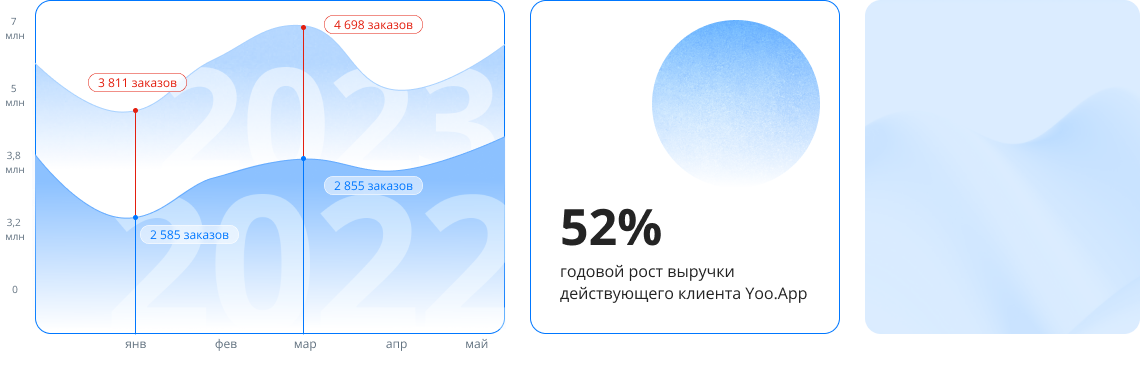 7
млн
5
млн
3,8
млн
3,2
млн
0
4 698 заказов
3 811 заказов
2023
2 855 заказов
2 585 заказов
2022
янв
фев
мар
апр
май
52%
годовой рост выручки
действующего клиента Yoo.App